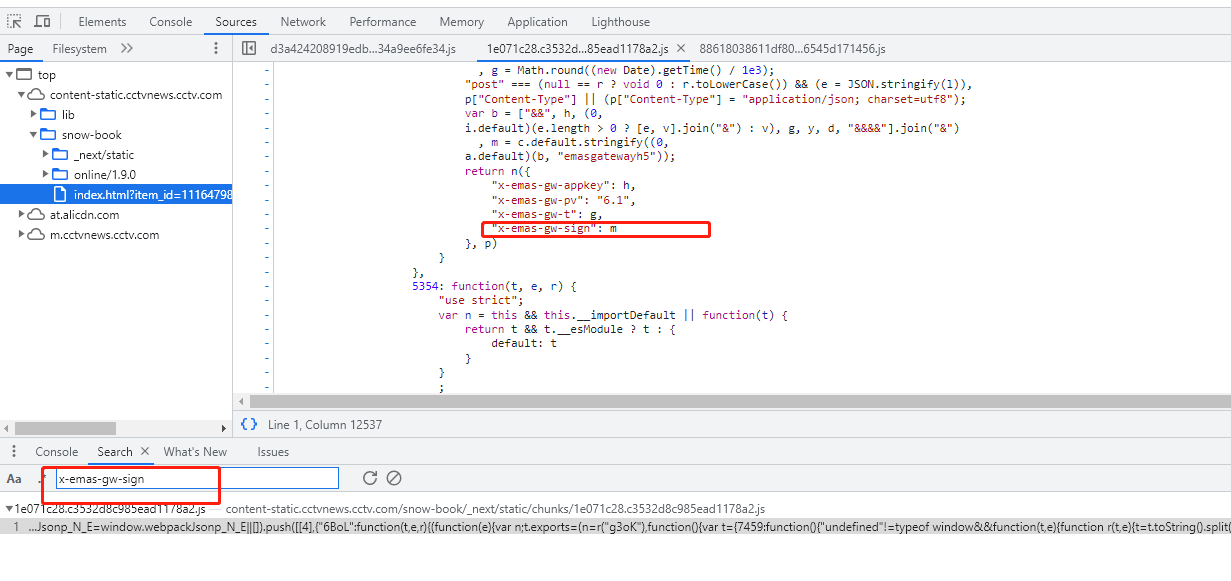 Elements Console Sources Network Performance Memory Application Lighthouse
Page Filesystem
d3a424208919edb...34a9ee6fe34.js 1e071c28.c3532d...85ead1178a2.js × 88618038611df80...6545d171456.js
top
content-static.cctvnews.cctv.com
lib
snow-book
_next/static
online/1.9.0
index.html?item_id=11164798
at.alicdn.com
m.cctvnews.cctv.com
, g = Math.round((new Date).getTime() / 1e3);
"post" === (null == r ? void 0 : r.toLowerCase()) && (e = JSON.stringify(l)),
p["Content-Type"] || (p["Content-Type"] = "application/json; charset=utf8");
var b = ["&&", h, (0,
i.default)(e.length > 0 ? [e, v].join("&") : v), g, y, d, "&&&&"].join("&")
, m = c.default.stringify((0,
a.default)(b, "emasgatewayh5"));
return n({
"x-emas-gw-appkey": h,
"x-emas-gw-pv": "6.1",
"x-emas-gw-t": g,
"x-emas-gw-sign": m
}, p)
}
},
5354: function(t, e, r) {
"use strict";
var n = this && this.__importDefault || function(t) {
return t && t.__esModule ? t : {
default: t
}
}
;
{} Line 1, Column 12537
Console Search × What's New Issues
Aa .* x-emas-gw-sign
1e071c28.c3532d8c985ead1178a2.js — content-static.cctvnews.cctv.com/snow-book/_next/static/chunks/1e071c28.c3532d8c985ead1178a2.js
1 ...Jsonp_N_E=window.webpackJsonp_N_E||[]).push([[4],{"6BoL":function(t,e,r){(function(e){var n;t.exports=(n=r("g3oK"),function(){var t={7459:function(){"undefined"!=typeof window&&function(t,e){function r(t,e){t=t.toString().split(